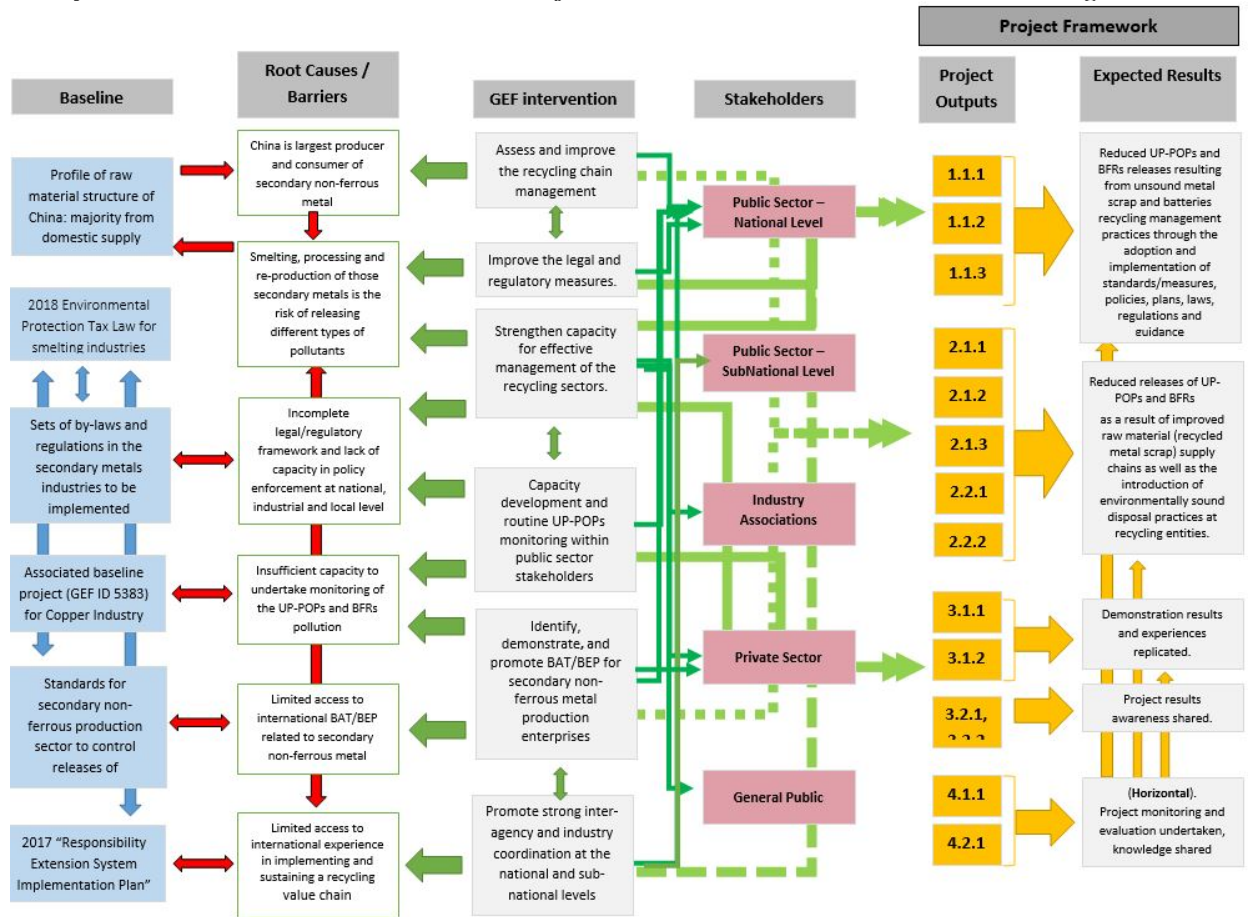 Project Framework
Baseline
Root Causes /
Barriers
GEF intervention
Stakeholders
Project
Outputs
Expected Results
Profile of raw
material structure of
China: majority from
domestic supply
2018 Environmental
Protection Tax Law for
smelting industries
Sets of by-laws and
regulations in the
secondary metals
industries to be
implemented
Associated baseline
project (GEF ID 5383)
for Copper Industry
Standards for
secondary non-
ferrous production
sector to control
releases of
2017 “Responsibility
Extension System
Implementation Plan”
China is largest producer
and consumer of
secondary non-ferrous
metal
Smelting, processing and
re-production of those
secondary metals is the
risk of releasing
different types of
pollutants
Incomplete
legal/regulatory
framework and lack of
capacity in policy
enforcement at national,
industrial and local level
Insufficient capacity to
undertake monitoring of
the UP-POPs and BFRs
pollution
Limited access to
international BAT/BEP
related to secondary
non-ferrous metal
Limited access to
international experience
in implementing and
sustaining a recycling
value chain
Assess and improve
the recycling chain
management
Improve the legal and
regulatory measures.
Strengthen capacity
for effective
management of the
recycling sectors.
Capacity
development and
routine UP-POPs
monitoring within
public sector
stakeholders
Identify,
demonstrate, and
promote BAT/BEP for
secondary non-
ferrous metal
production
enterprises
Promote strong inter-
agency and industry
coordination at the
national and sub-
national levels
Public Sector –
National Level
Public Sector –
SubNational Level
Industry
Associations
Private Sector
General Public
1.1.1
1.1.2
1.1.3
2.1.1
2.1.2
2.1.3
2.2.1
2.2.2
3.1.1
3.1.2
3.2.1,
4.1.1
4.2.1
Reduced UP-POPs and
BFRs releases resulting
from unsound metal
scrap and batteries
recycling management
practices through the
adoption and
implementation of
standards/measures,
policies, plans, laws,
regulations and
guidance
Reduced releases of UP-
POPs and BFRs
as a result of improved
raw material (recycled
metal scrap) supply
chains as well as the
introduction of
environmentally sound
disposal practices at
recycling entities.
Demonstration results
and experiences
replicated.
Project results
awareness shared.
(Horizontal).
Project monitoring and
evaluation undertaken,
knowledge shared